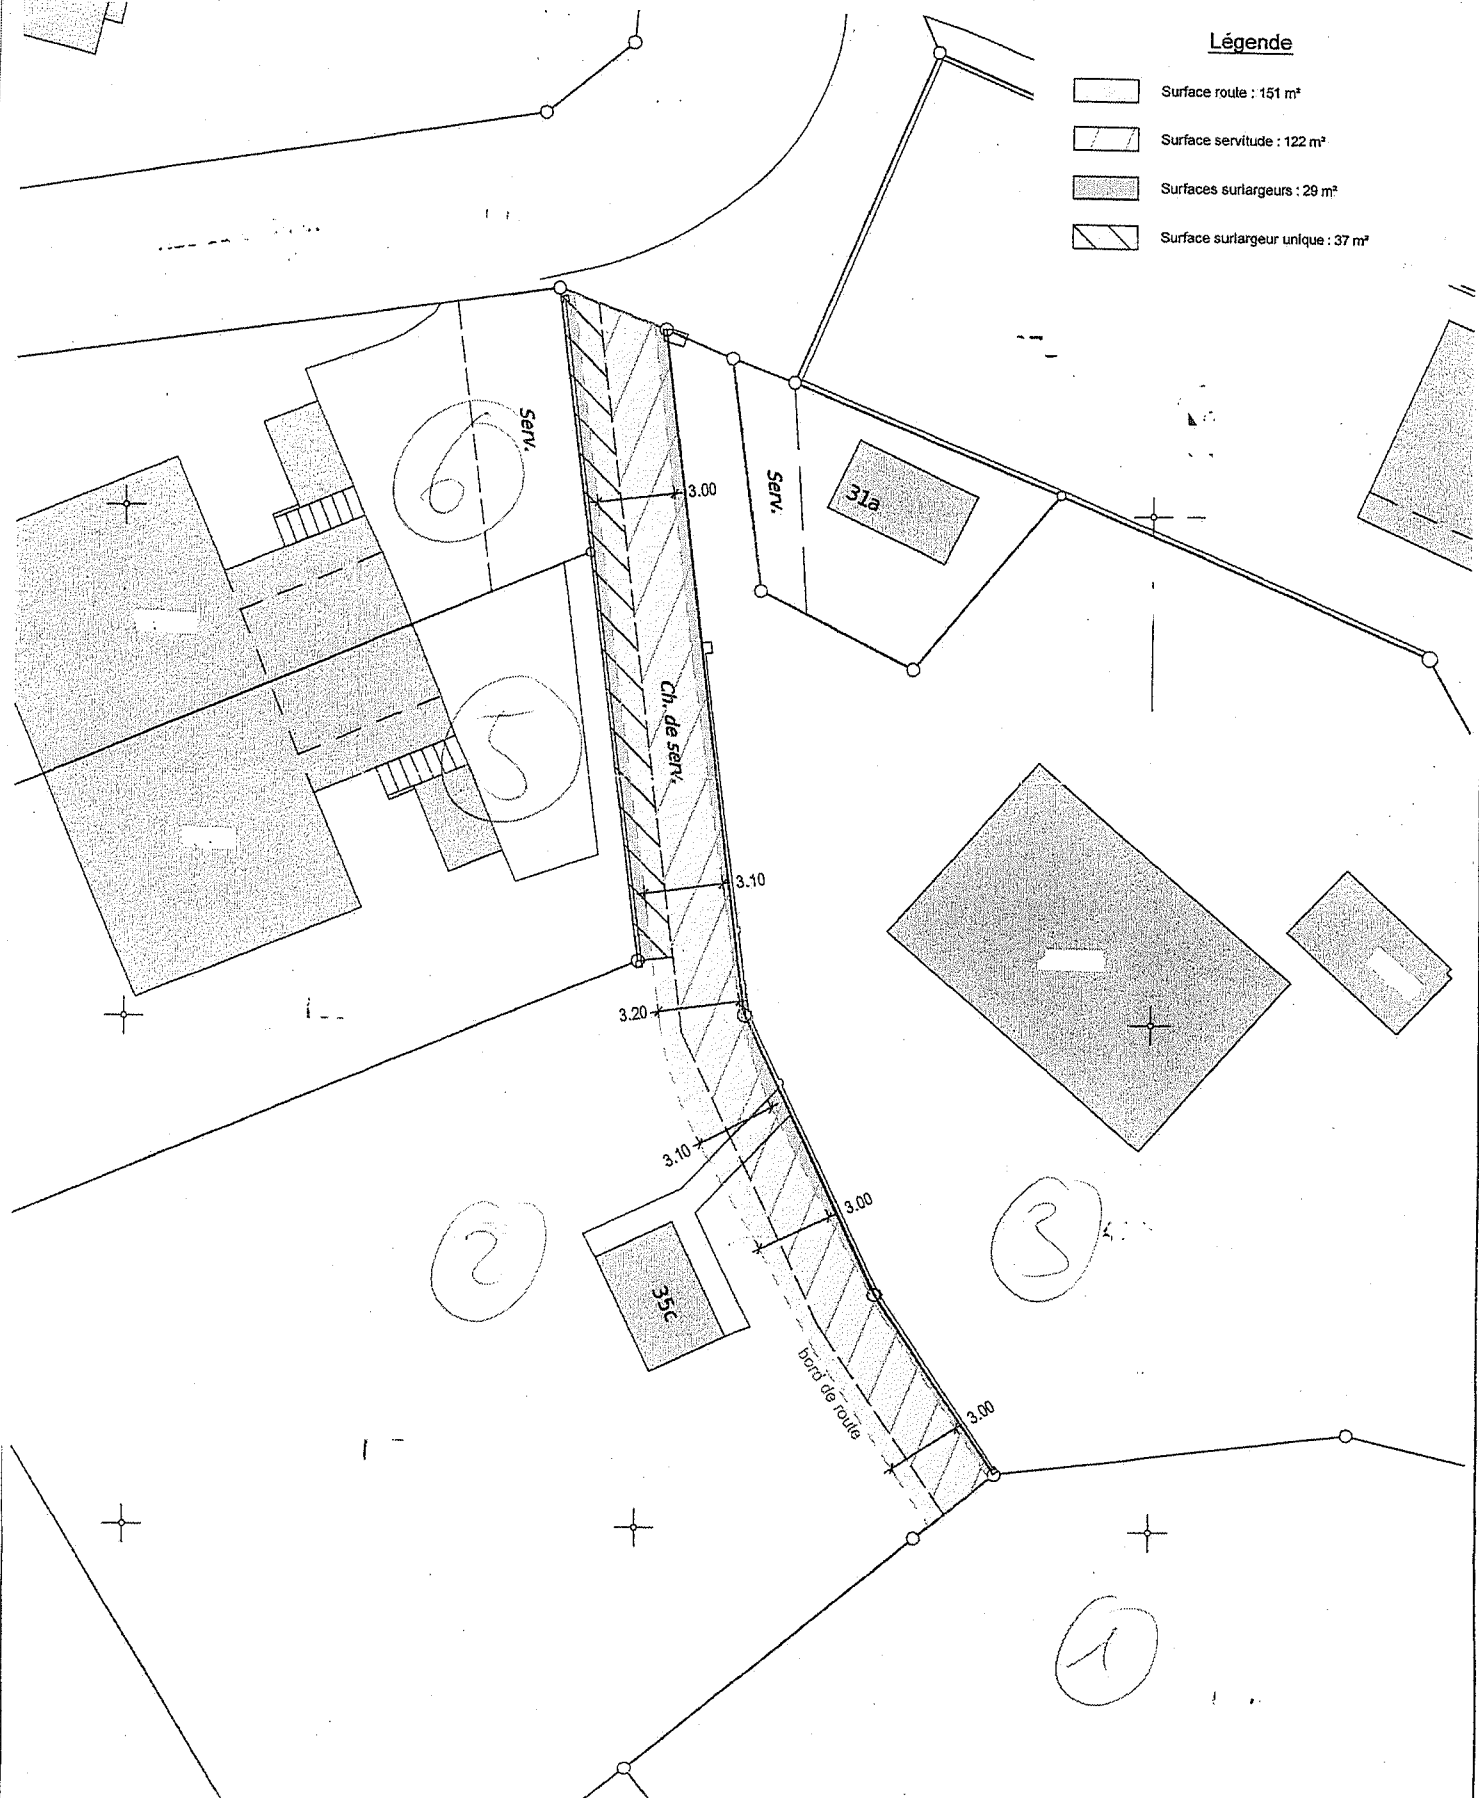 Légende
Surface route : 151 m²
Surface servitude : 122 m²
Surfaces surlargeurs : 29 m²
Surface surlargeur unique : 37 m²
Serv.
6
3.00
Serv.
31a
5
Ch. de serv.
3.10
3.20
3.10
3.00
2
3
35c
bord de route
3.00
1